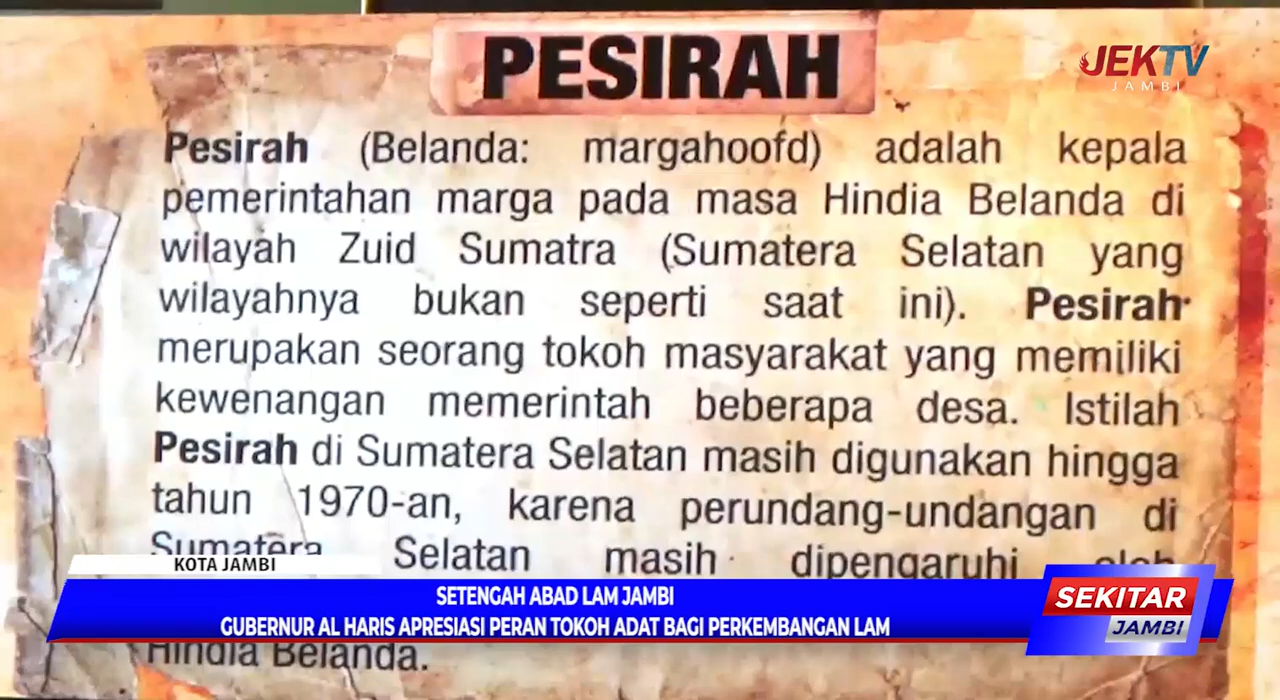 PESIRAH
JEKTV
JAMBI
Pesirah (Belanda: margahoofd) adalah kepala
pemerintahan marga pada masa Hindia Belanda di
wilayah Zuid Sumatra (Sumatera Selatan yang
wilayahnya bukan seperti saat ini). Pesirah
merupakan seorang tokoh masyarakat yang memiliki
kewenangan memerintah beberapa desa. Istilah
Pesirah di Sumatera Selatan masih digunakan hingga
tahun 1970-an, karena perundang-undangan di
Sumatera Selatan masih dipengaruhi oleh
KOTA JAMBI
SETENGAH ABAD LAM JAMBI
GUBERNUR AL HARIS APRESIASI PERAN TOKOH ADAT BAGI PERKEMBANGAN LAM
SEKITAR
JAMBI
Hindia Belanda.